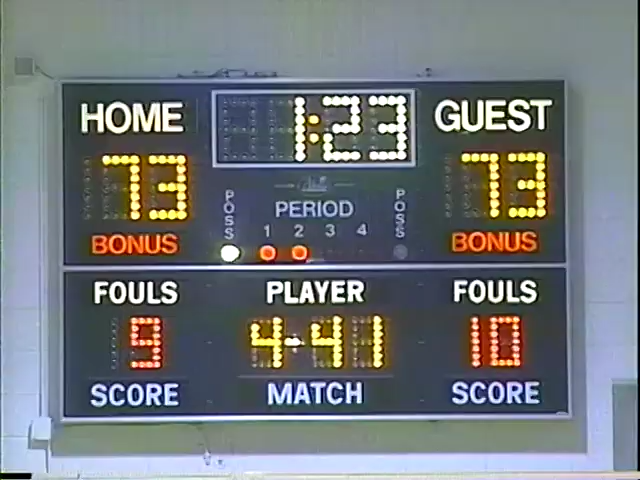 HOME 1:23 GUEST
73 73
POSS PERIOD POSS
1 2 3 4
BONUS BONUS
FOULS PLAYER FOULS
9 4-41 10
SCORE MATCH SCORE